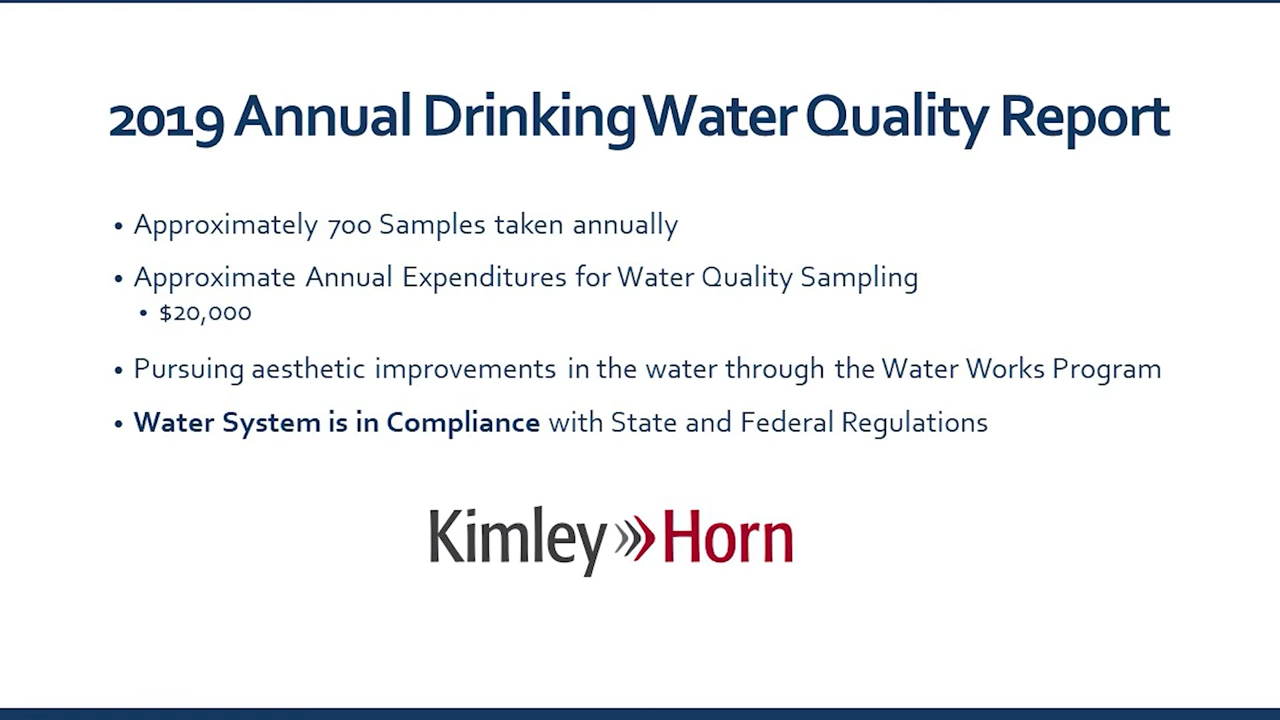 2019 Annual Drinking Water Quality Report
• Approximately 700 Samples taken annually
• Approximate Annual Expenditures for Water Quality Sampling
• $20,000
• Pursuing aesthetic improvements in the water through the Water Works Program
• Water System is in Compliance with State and Federal Regulations
Kimley»Horn